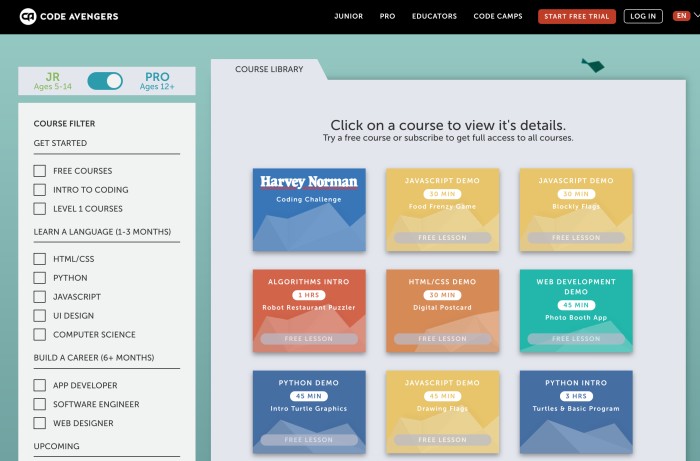 CODE AVENGERS
JUNIOR PRO EDUCATORS CODE CAMPS START FREE TRIAL LOG IN EN
JR
Ages 5-14
PRO
Ages 12+
COURSE FILTER
GET STARTED
FREE COURSES
INTRO TO CODING
LEVEL 1 COURSES
LEARN A LANGUAGE (1-3 MONTHS)
HTML/CSS
PYTHON
JAVASCRIPT
UI DESIGN
COMPUTER SCIENCE
BUILD A CAREER (6+ MONTHS)
APP DEVELOPER
SOFTWARE ENGINEER
WEB DESIGNER
UPCOMING
COURSE LIBRARY
Click on a course to view it's details.
Try a free course or subscribe to get full access to all courses.
Harvey Norman
Coding Challenge
JAVASCRIPT DEMO
30 MIN
Food Frenzy Game
FREE LESSON
JAVASCRIPT DEMO
30 MIN
Blockly Flags
FREE LESSON
ALGORITHMS INTRO
1 HRS
Robot Restaurant Puzzler
FREE LESSON
HTML/CSS DEMO
30 MIN
Digital Postcard
FREE LESSON
WEB DEVELOPMENT
DEMO
45 MIN
Photo Booth App
FREE LESSON
PYTHON DEMO
45 MIN
Intro Turtle Graphics
FREE LESSON
JAVASCRIPT DEMO
45 MIN
Drawing Flags
FREE LESSON
PYTHON INTRO
3 HRS
Turtles & Basic Program